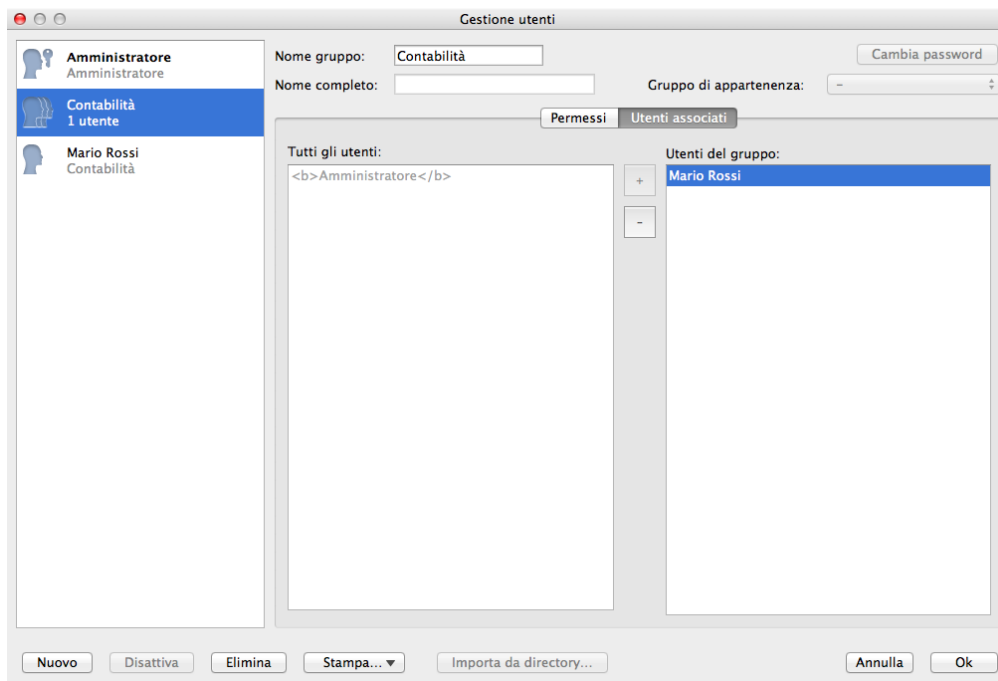 Gestione utenti
Amministratore
Amministratore
Contabilità
1 utente
Mario Rossi
Contabilità
Nome gruppo: Contabilità Cambia password
Nome completo: Gruppo di appartenenza: –
Permessi Utenti associati
Tutti gli utenti:
<b>Amministratore</b>
+
-
Utenti del gruppo:
Mario Rossi
Nuovo Disattiva Elimina Stampa... Importa da directory... Annulla Ok